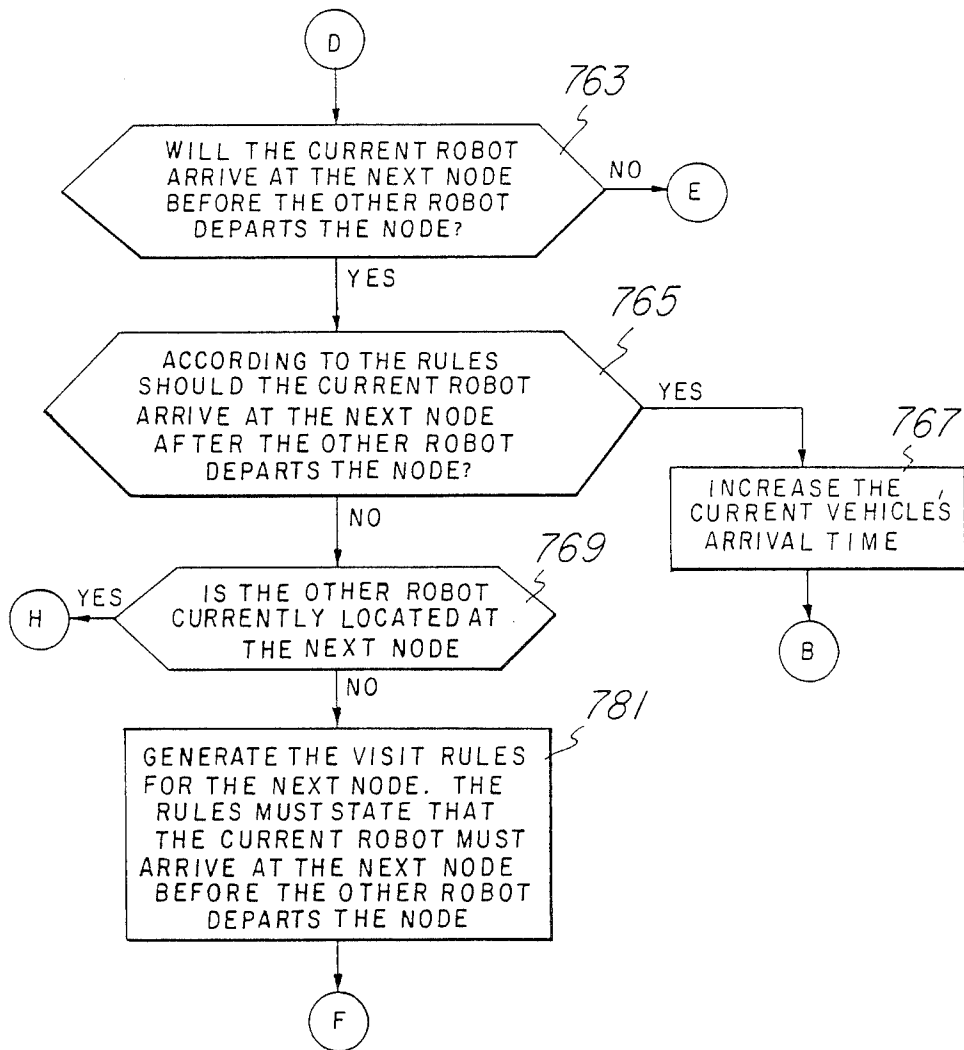 D
763
WILL THE CURRENT ROBOT
ARRIVE AT THE NEXT NODE
BEFORE THE OTHER ROBOT
DEPARTS THE NODE?
NO
E
YES
765
ACCORDING TO THE RULES
SHOULD THE CURRENT ROBOT
ARRIVE AT THE NEXT NODE
AFTER THE OTHER ROBOT
DEPARTS THE NODE?
YES
767
INCREASE THE
CURRENT VEHICLE'S
ARRIVAL TIME
B
NO
769
IS THE OTHER ROBOT
CURRENTLY LOCATED AT
THE NEXT NODE
YES
H
NO
781
GENERATE THE VISIT RULES
FOR THE NEXT NODE. THE
RULES MUST STATE THAT
THE CURRENT ROBOT MUST
ARRIVE AT THE NEXT NODE
BEFORE THE OTHER ROBOT
DEPARTS THE NODE
F